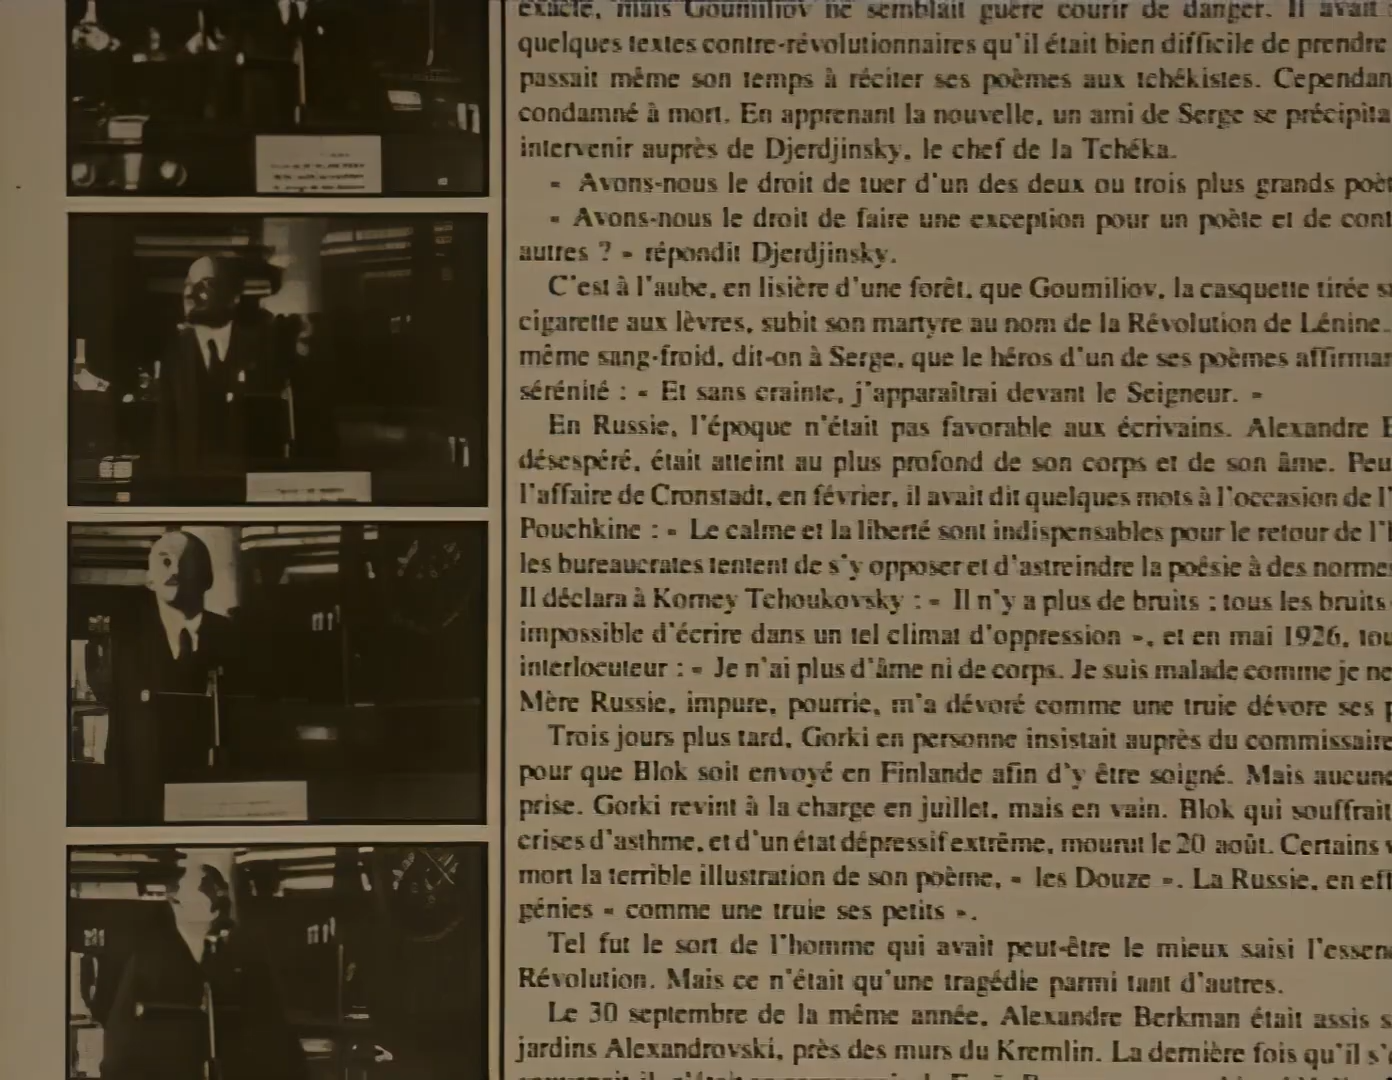 exacte, mais Goumiliov ne semblait guère courir de danger. Il avait
quelques textes contre-révolutionnaires qu'il était bien difficile de prendre
passait même son temps à réciter ses poèmes aux tchékistes. Cependan
condamné à mort. En apprenant la nouvelle, un ami de Serge se précipita
intervenir auprès de Djerdjinsky, le chef de la Tchéka.
« Avons-nous le droit de tuer d'un des deux ou trois plus grands poèt
« Avons-nous le droit de faire une exception pour un poète et de cont
autres ? » répondit Djerdjinsky.
C'est à l'aube, en lisière d'une forêt, que Goumiliov, la casquette tirée s
cigarette aux lèvres, subit son martyre au nom de la Révolution de Lénine.
même sang-froid, dit-on à Serge, que le héros d'un de ses poèmes affirmar
sérénité : « Et sans crainte, j'apparaîtrai devant le Seigneur. »
En Russie, l'époque n'était pas favorable aux écrivains. Alexandre
désespéré, était atteint au plus profond de son corps et de son âme. Peu
l'affaire de Cronstadt, en février, il avait dit quelques mots à l'occasion de l'
Pouchkine : « Le calme et la liberté sont indispensables pour le retour de l'
les bureaucrates tentent de s'y opposer et d'astreindre la poésie à des norme
Il déclara à Korney Tchoukovsky : « Il n'y a plus de bruits ; tous les bruits
impossible d'écrire dans un tel climat d'oppression », et en mai 1926, tou
interlocuteur : « Je n'ai plus d'âme ni de corps. Je suis malade comme je ne
Mère Russie, impure, pourrie, m'a dévoré comme une truie dévore ses p
Trois jours plus tard, Gorki en personne insistait auprès du commissaire
pour que Blok soit envoyé en Finlande afin d'y être soigné. Mais aucune
prise. Gorki revint à la charge en juillet, mais en vain. Blok qui souffrait
crises d'asthme, et d'un état dépressif extrême, mourut le 20 août. Certains v
mort la terrible illustration de son poème, « les Douze ». La Russie, en eff
génies « comme une truie ses petits ».
Tel fut le sort de l'homme qui avait peut-être le mieux saisi l'essen
Révolution. Mais ce n'était qu'une tragédie parmi tant d'autres.
Le 30 septembre de la même année, Alexandre Berkman était assis s
jardins Alexandrovski, près des murs du Kremlin. La dernière fois qu'il s'